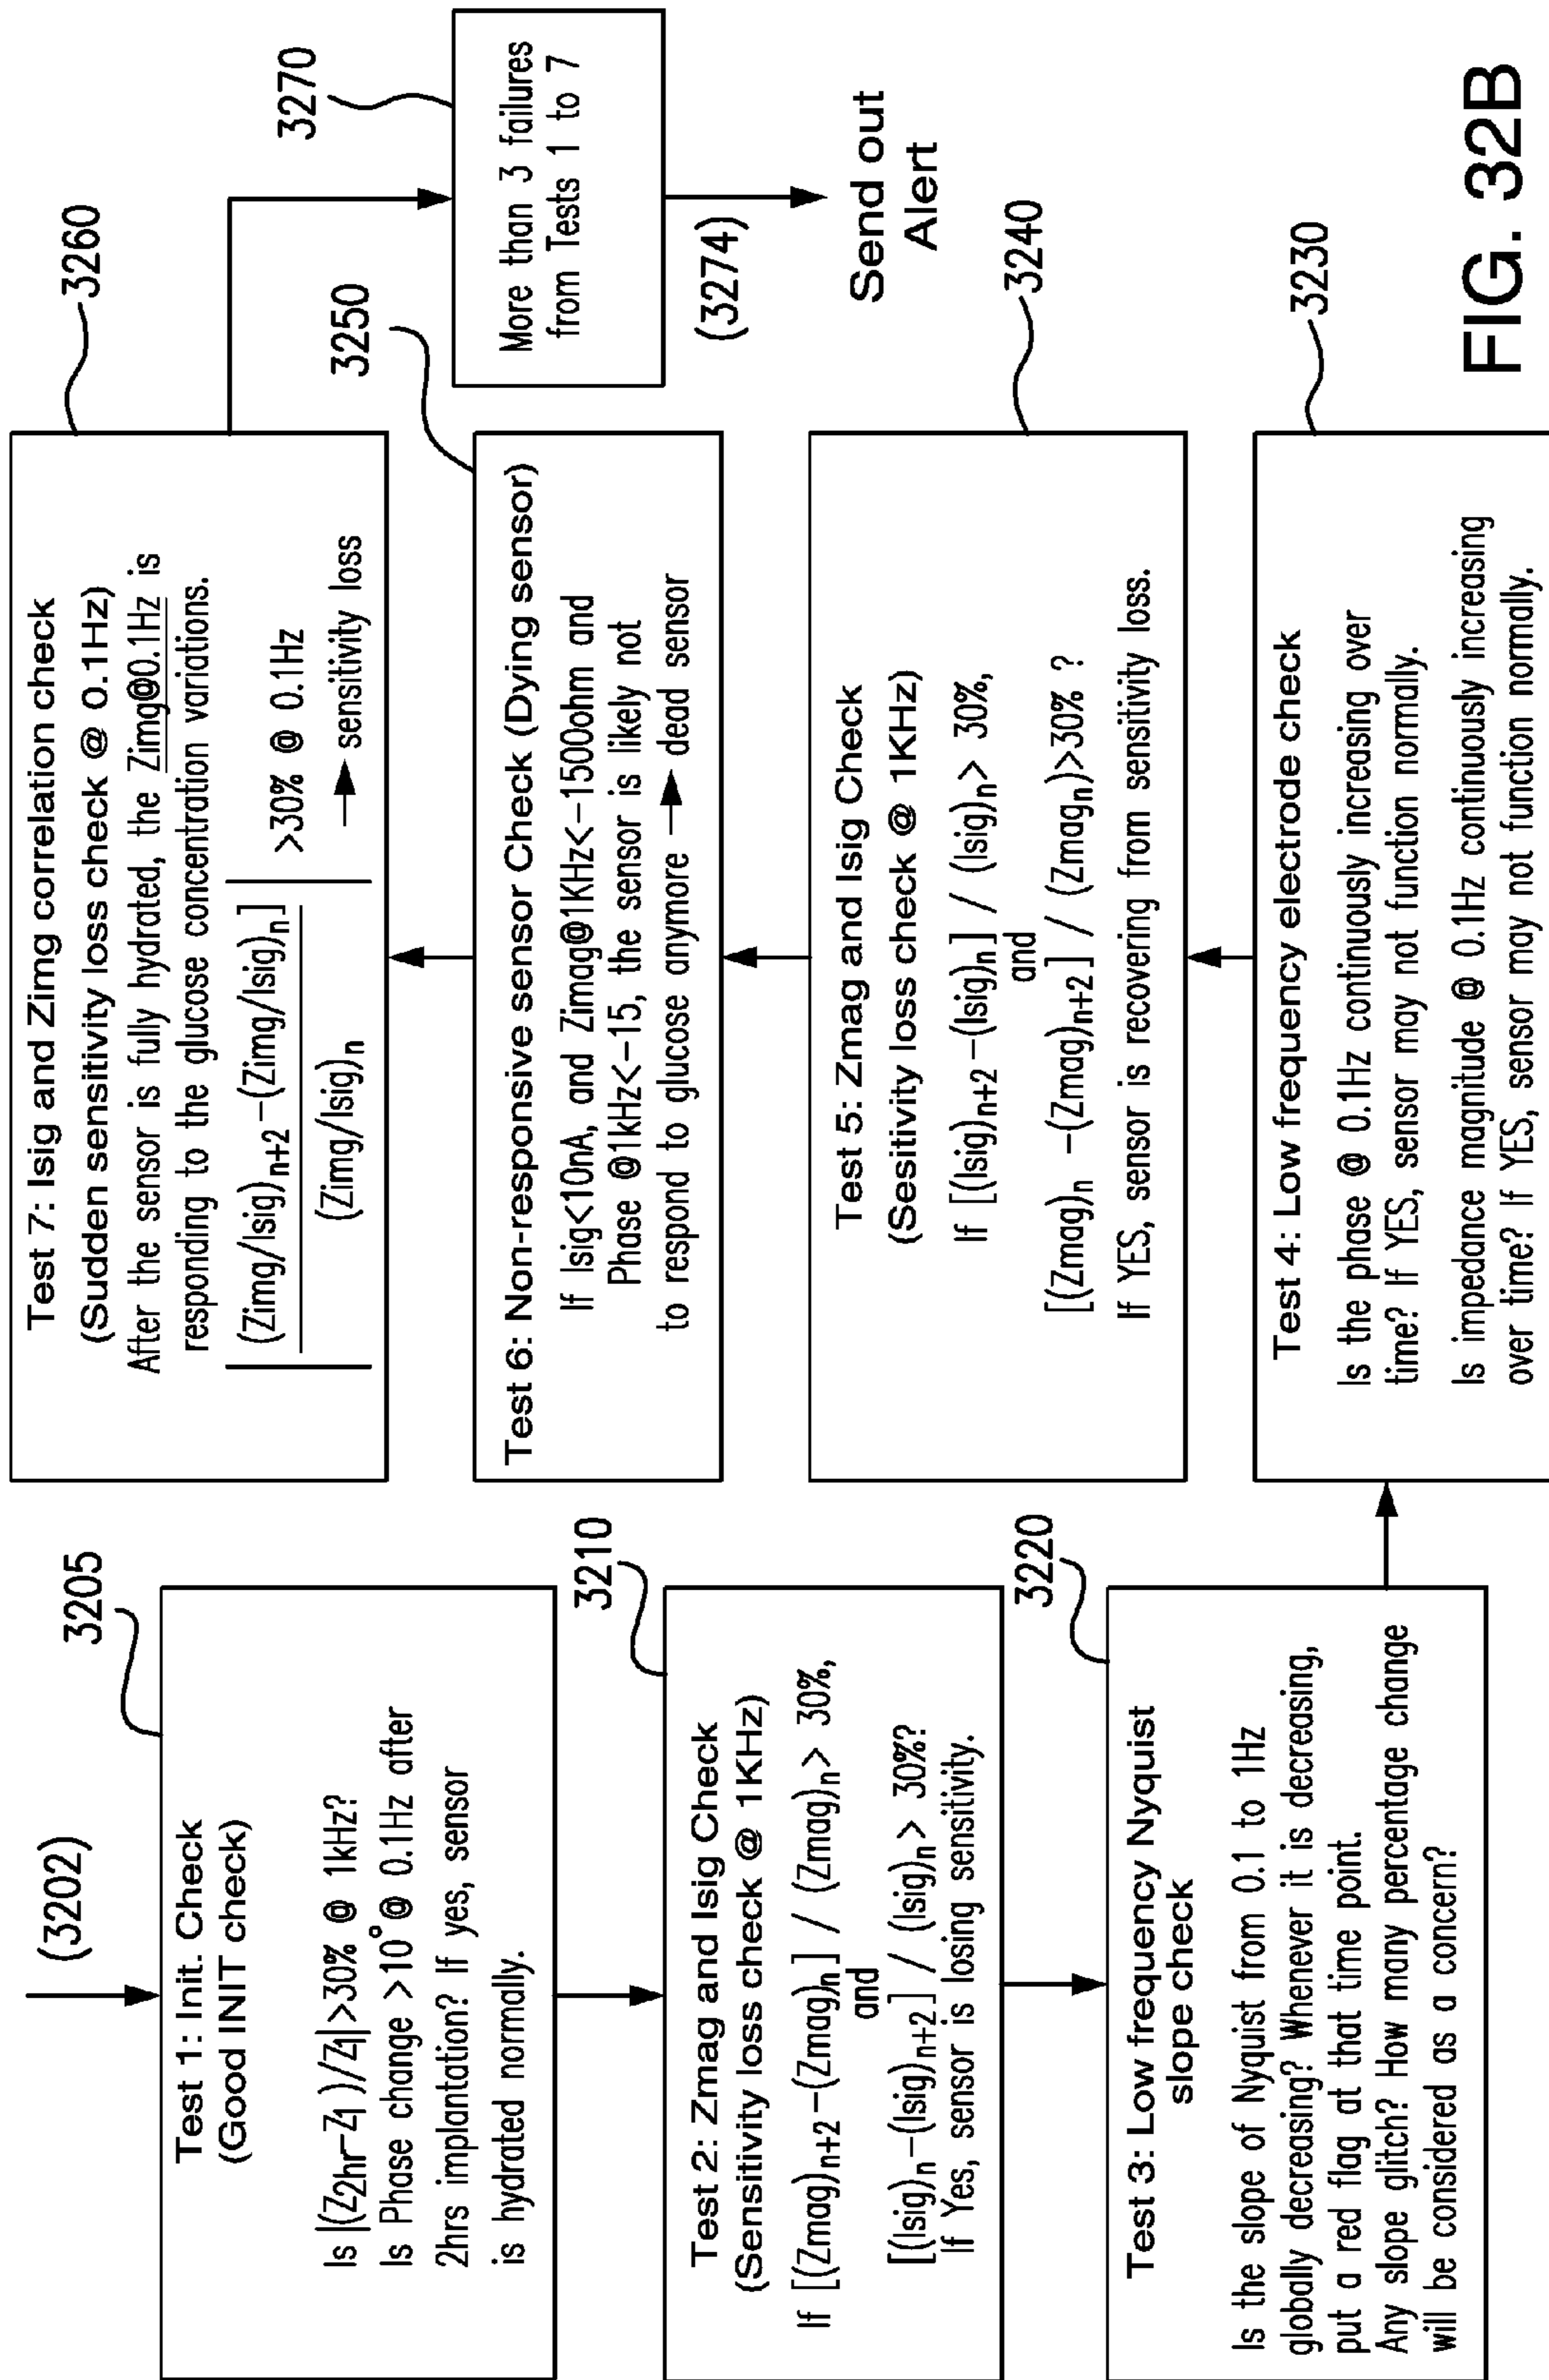 (3202)
3205
Test 1: Init. Check
(Good INIT check)
Is |(Z2hr-Z1)/Z1|>30% @ 1kHz?
Is Phase change >10° @ 0.1Hz after
2hrs implantation? If yes, sensor
is hydrated normally.
3210
Test 2: Zmag and Isig Check
(Sensitivity loss check @ 1KHz)
If [(Zmag)n+2-(Zmag)n] / (Zmag)n> 30%,
and
[(Isig)n-(Isig)n+2] / (Isig)n> 30%?
If Yes, sensor is losing sensitivity.
3220
Test 3: Low frequency Nyquist
slope check
Is the slope of Nyquist from 0.1 to 1Hz
globally decreasing? Whenever it is decreasing,
put a red flag at that time point.
Any slope glitch? How many percentage change
will be considered as a concern?
3230
Test 4: Low frequency electrode check
Is the phase @ 0.1Hz continuously increasing over
time? If YES, sensor may not function normally.
Is impedance magnitude @ 0.1Hz continuously increasing
over time? If YES, sensor may not function normally.
3240
Test 5: Zmag and Isig Check
(Sesitivity loss check @ 1KHz)
If [(Isig)n+2-(Isig)n] / (Isig)n> 30%,
and
[(Zmag)n -(Zmag)n+2] / (Zmagn)>30% ?
If YES, sensor is recovering from sensitivity loss.
3250
Test 6: Non-responsive sensor Check (Dying sensor)
If Isig<10nA, and Zimag@1KHz<-1500ohm and
Phase @1kHz<-15, the sensor is likely not
to respond to glucose anymore → dead sensor
3260
Test 7: Isig and Zimg correlation check
(Sudden sensitivity loss check @ 0.1Hz)
After the sensor is fully hydrated, the Zimg@0.1Hz is
responding to the glucose concentration variations.
|(Zimg/Isig)n+2-(Zimg/Isig)n]
(Zimg/Isig)n| >30% @ 0.1Hz
→ sensitivity loss
3270
More than 3 failures
from Tests 1 to 7
(3274)
Send out
Alert
FIG. 32B